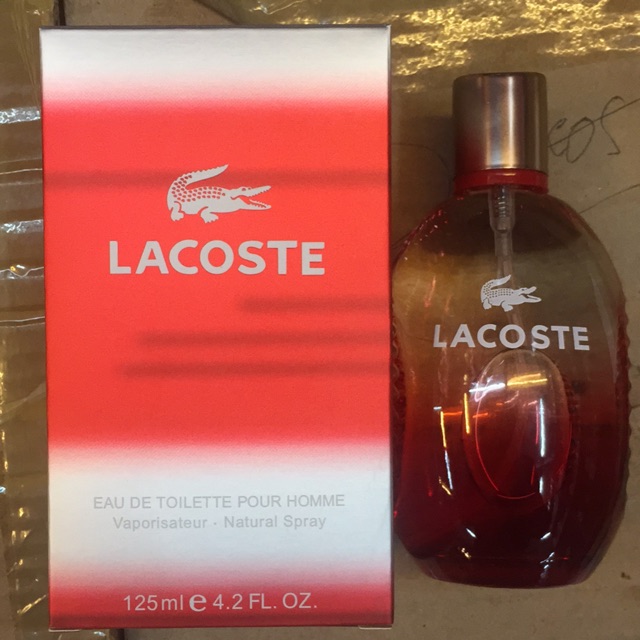 LACOSTE
EAU DE TOILETTE POUR HOMME
Vaporisateur · Natural Spray
125ml e 4.2 FL. OZ.
LACOSTE